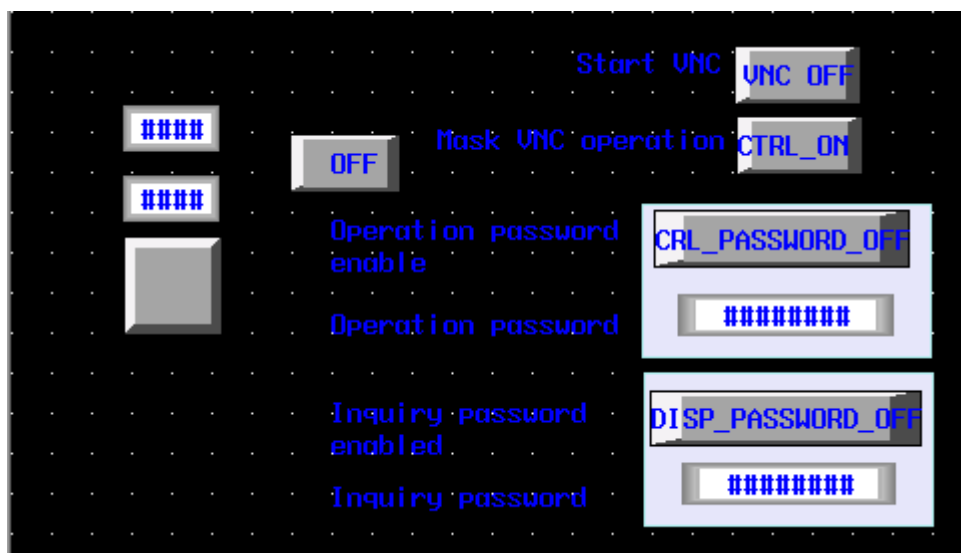 Start VNC VNC OFF
####
Mask VNC operation CTRL_ON
OFF
####
Operation password
enable
CRL_PASSWORD_OFF
Operation password ########
Inquiry password
enabled
DISP_PASSWORD_OFF
Inquiry password ########